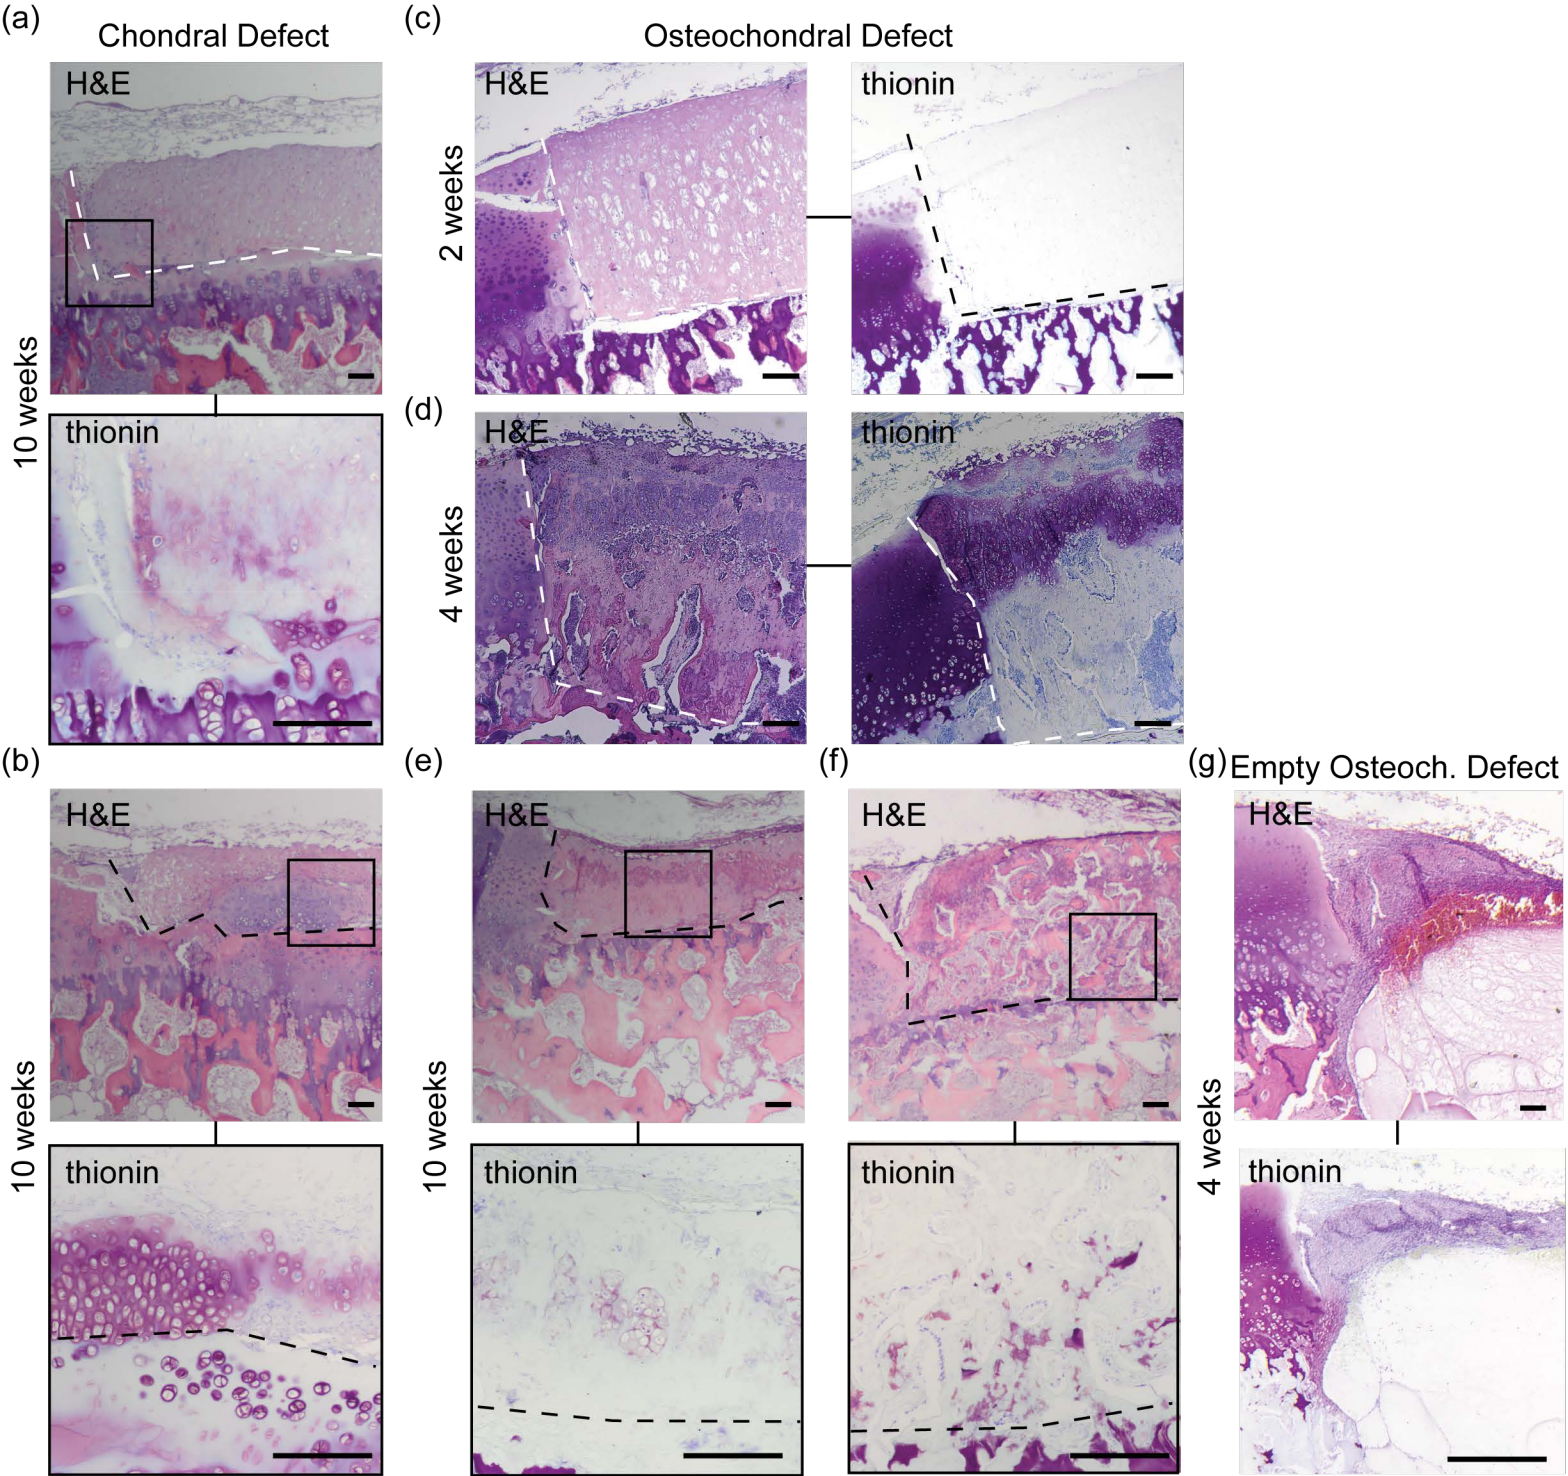 (a)
Chondral Defect
H&E
10 weeks
thionin
(c)
Osteochondral Defect
H&E
thionin
2 weeks
(d)
H&E
thionin
4 weeks
(b)
H&E
10 weeks
thionin
(e)
H&E
10 weeks
thionin
(f)
H&E
thionin
(g) Empty Osteoch. Defect
H&E
4 weeks
thionin